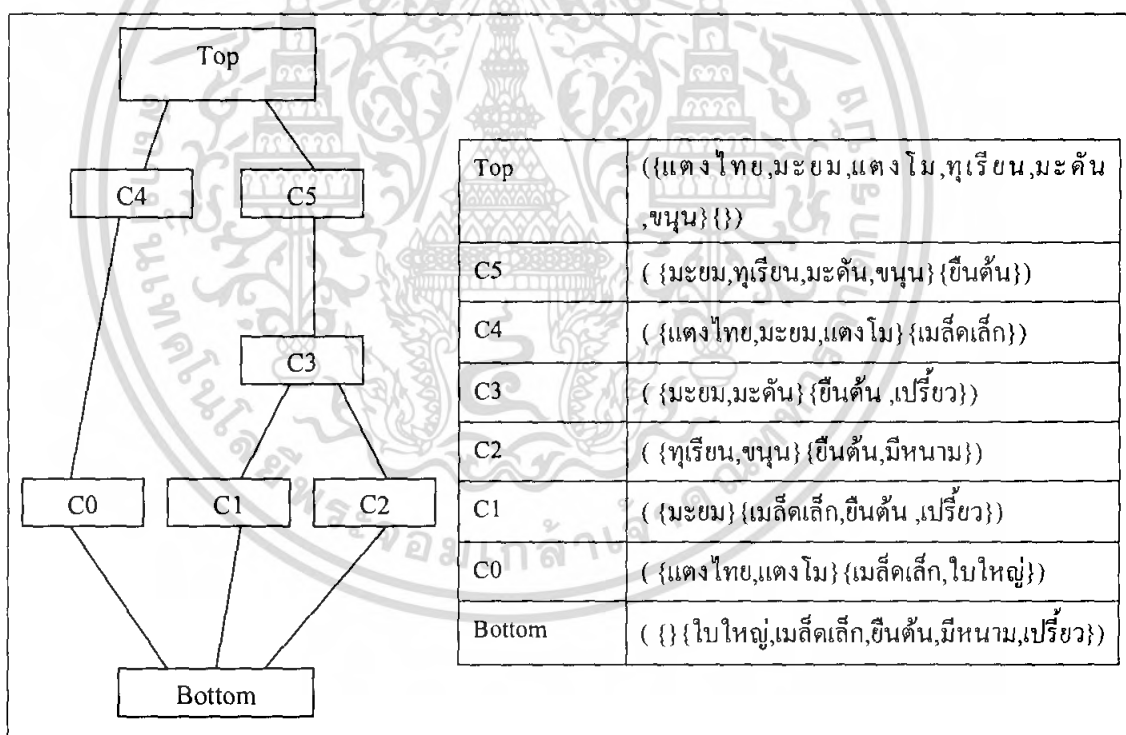 Top
C4
C5
C3
C0
C1
C2
Bottom
Top
({แตงไทย,มะยม,แตงโม,ทุเรียน,มะดัน
,ขนุน}{})
C5
( {มะยม,ทุเรียน,มะดัน,ขนุน}{ยืนต้น})
C4
( {แตงไทย,มะยม,แตงโม}{เมล็ดเล็ก})
C3
( {มะยม,มะดัน}{ยืนต้น ,เปรี้ยว})
C2
( {ทุเรียน,ขนุน}{ยืนต้น,มีหนาม})
C1
( {มะยม}{เมล็ดเล็ก,ยืนต้น ,เปรี้ยว})
C0
( {แตงไทย,แตงโม}{เมล็ดเล็ก,ใบใหญ่})
Bottom
( {}{ใบใหญ่,เมล็ดเล็ก,ยืนต้น,มีหนาม,เปรี้ยว})